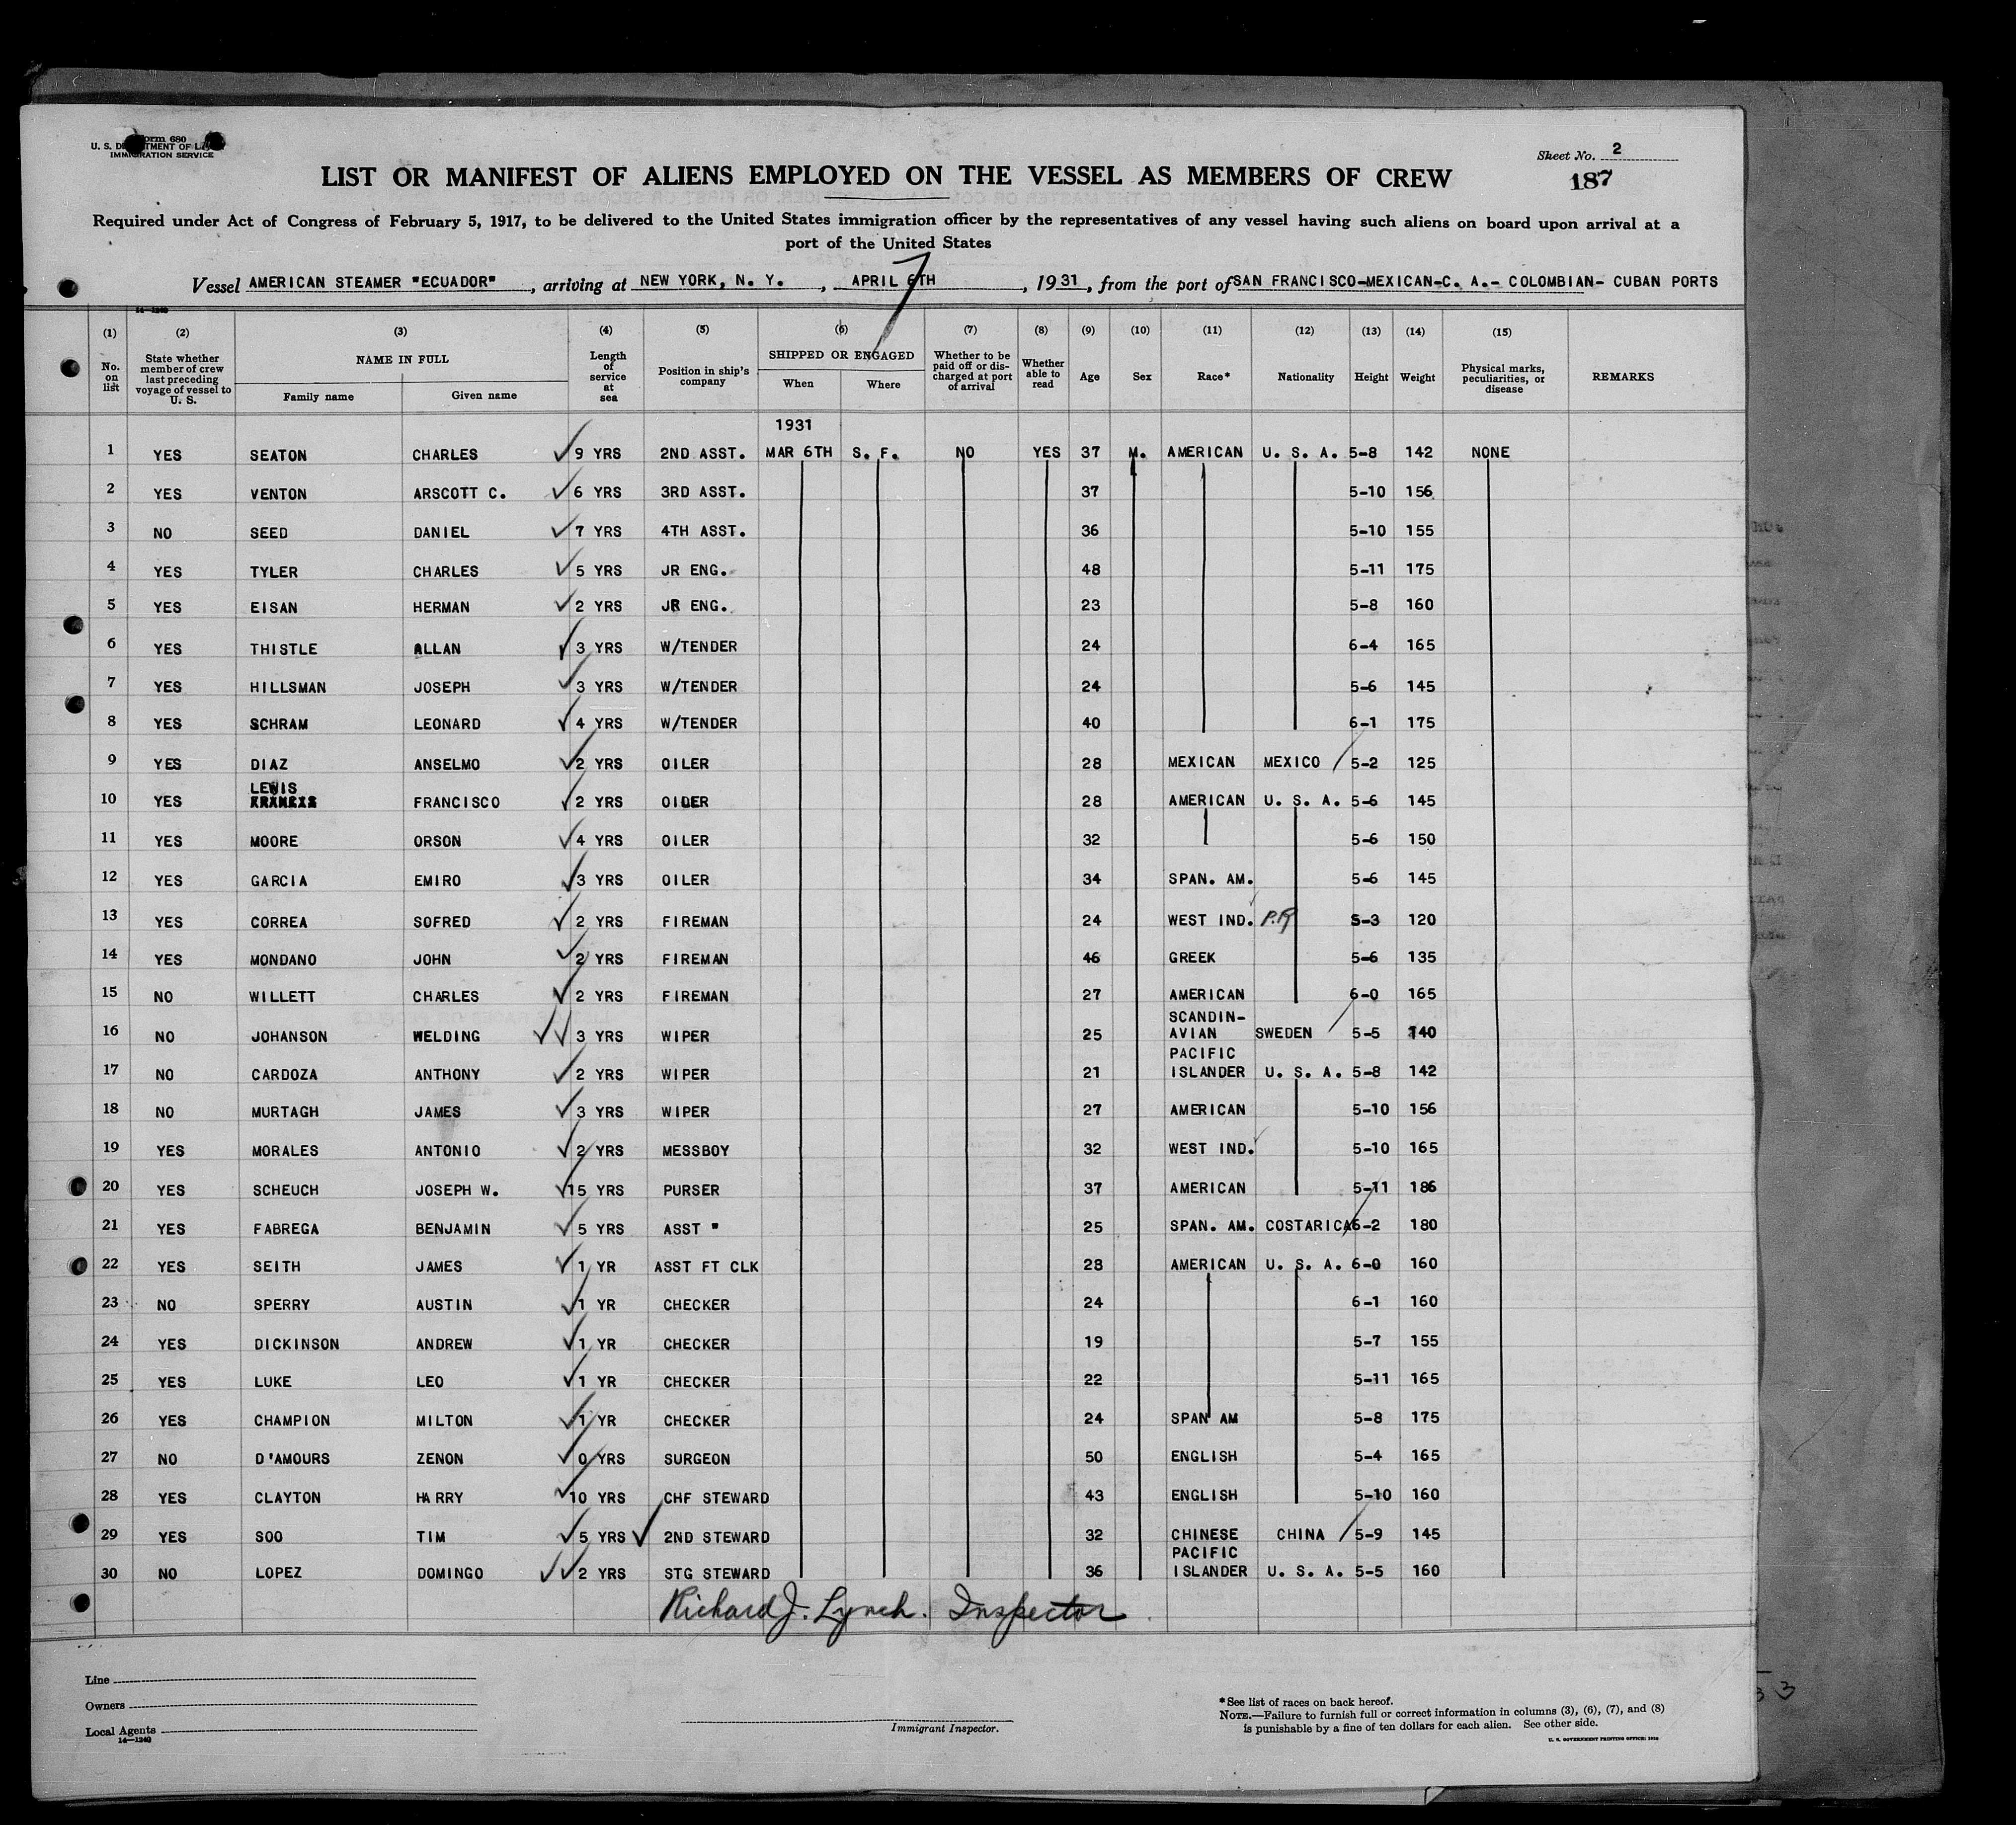 Form 680
U. S. DEPARTMENT OF LABOR
IMMIGRATION SERVICE
Sheet No. 2
187
LIST OR MANIFEST OF ALIENS EMPLOYED ON THE VESSEL AS MEMBERS OF CREW
Required under Act of Congress of February 5, 1917, to be delivered to the United States immigration officer by the representatives of any vessel having such aliens on board upon arrival at a
port of the United States
7
Vessel AMERICAN STEAMER "ECUADOR", arriving at NEW YORK, N. Y., APRIL 6TH, 1931, from the port of SAN FRANCISCO-MEXICAN-C. A.- COLOMBIAN- CUBAN PORTS
14-1240
(1) (2) (3) (4) (5) (6) (7) (8) (9) (10) (11) (12) (13) (14) (15)
No. on list | State whether member of crew last preceding voyage of vessel to U. S. | NAME IN FULL Family name Given name | Length of service at sea | Position in ship's company | SHIPPED OR ENGAGED When Where | Whether to be paid off or discharged at port of arrival | Whether able to read | Age | Sex | Race* | Nationality | Height | Weight | Physical marks, peculiarities, or disease | REMARKS
1931
1 YES SEATON CHARLES 9 YRS 2ND ASST. MAR 6TH S. F. NO YES 37 M. AMERICAN U. S. A. 5-8 142 NONE
2 YES VENTON ARSCOTT C. 6 YRS 3RD ASST. 37 5-10 156
3 NO SEED DANIEL 7 YRS 4TH ASST. 36 5-10 155
4 YES TYLER CHARLES 5 YRS JR ENG. 48 5-11 175
5 YES EISAN HERMAN 2 YRS JR ENG. 23 5-8 160
6 YES THISTLE ALLAN 3 YRS W/TENDER 24 6-4 165
7 YES HILLSMAN JOSEPH 3 YRS W/TENDER 24 5-6 145
8 YES SCHRAM LEONARD 4 YRS W/TENDER 40 6-1 175
9 YES DIAZ ANSELMO 2 YRS OILER 28 MEXICAN MEXICO 5-2 125
LEWIS
10 YES FRANCISCO 2 YRS OILER 28 AMERICAN U. S. A. 5-6 145
11 YES MOORE ORSON 4 YRS OILER 32 5-6 150
12 YES GARCIA EMIRO 3 YRS OILER 34 SPAN. AM. 5-6 145
13 YES CORREA SOFRED 2 YRS FIREMAN 24 WEST IND. P.R 5-3 120
14 YES MONDANO JOHN 2 YRS FIREMAN 46 GREEK 5-6 135
15 NO WILLETT CHARLES 2 YRS FIREMAN 27 AMERICAN 6-0 165
SCANDIN-
16 NO JOHANSON WELDING 3 YRS WIPER 25 AVIAN SWEDEN 5-5 140
PACIFIC
17 NO CARDOZA ANTHONY 2 YRS WIPER 21 ISLANDER U. S. A. 5-8 142
18 NO MURTAGH JAMES 3 YRS WIPER 27 AMERICAN 5-10 156
19 YES MORALES ANTONIO 2 YRS MESSBOY 32 WEST IND. 5-10 165
20 YES SCHEUCH JOSEPH W. 15 YRS PURSER 37 AMERICAN 5-11 186
21 YES FABREGA BENJAMIN 5 YRS ASST " 25 SPAN. AM. COSTARICA 6-2 180
22 YES SEITH JAMES 1 YR ASST FT CLK 28 AMERICAN U. S. A. 6-0 160
23 NO SPERRY AUSTIN 1 YR CHECKER 24 6-1 160
24 YES DICKINSON ANDREW 1 YR CHECKER 19 5-7 155
25 YES LUKE LEO 1 YR CHECKER 22 5-11 165
26 YES CHAMPION MILTON 1 YR CHECKER 24 SPAN AM 5-8 175
27 NO D'AMOURS ZENON 0 YRS SURGEON 50 ENGLISH 5-4 165
28 YES CLAYTON HARRY 10 YRS CHF STEWARD 43 ENGLISH 5-10 160
29 YES SOO TIM 5 YRS 2ND STEWARD 32 CHINESE CHINA 5-9 145
PACIFIC
30 NO LOPEZ DOMINGO 2 YRS STG STEWARD 36 ISLANDER U. S. A. 5-5 160
Richard J. Lynch. Inspector
Line
Owners
Local Agents
14-1240
Immigrant Inspector.
*See list of races on back hereof.
NOTE.—Failure to furnish full or correct information in columns (3), (6), (7), and (8)
is punishable by a fine of ten dollars for each alien. See other side.